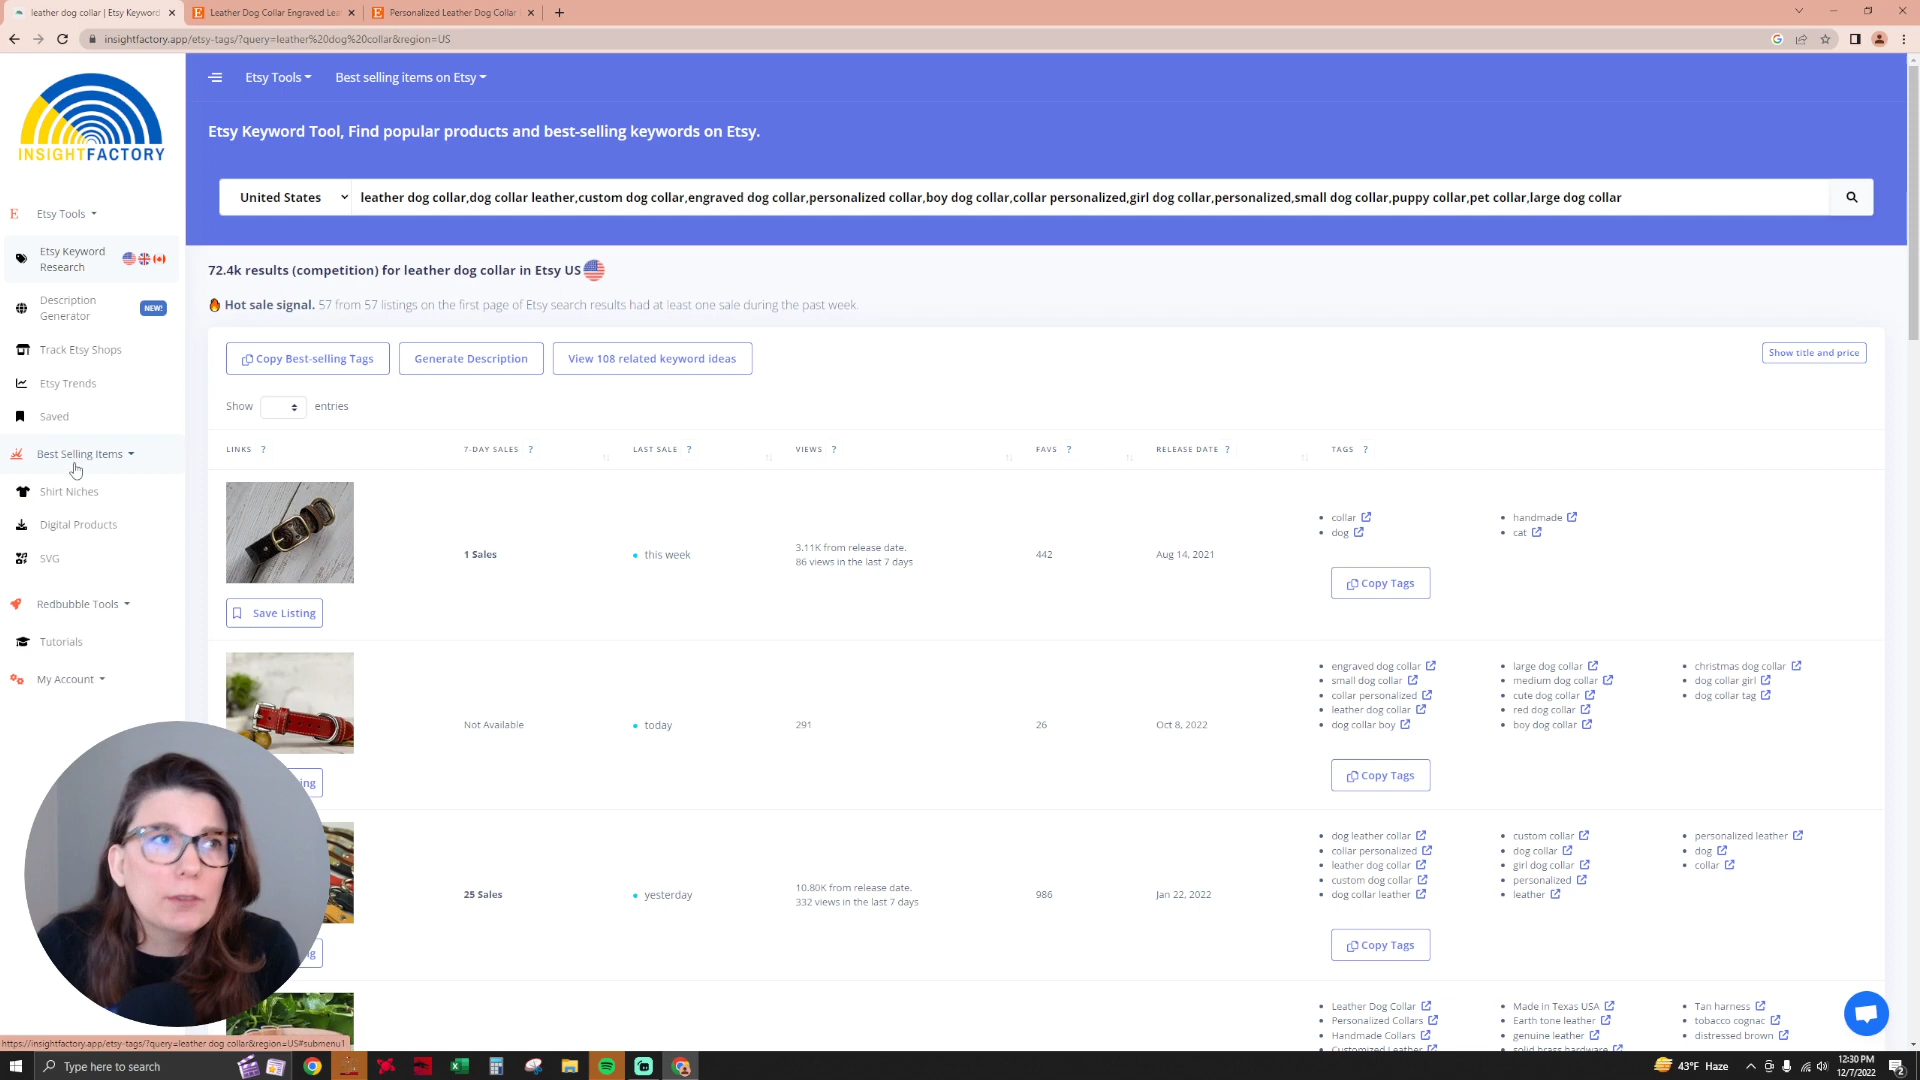 leather dog collar | Etsy Keyword
Leather Dog Collar Engraved Lea
Personalized Leather Dog Collar
insightfactory.app/etsy-tags/?query=leather%20dog%20collar&region=US
INSIGHTFACTORY
Etsy Tools
Best selling items on Etsy
Etsy Keyword Tool, Find popular products and best-selling keywords on Etsy.
United States
leather dog collar,dog collar leather,custom dog collar,engraved dog collar,personalized collar,boy dog collar,collar personalized,girl dog collar,personalized,small dog collar,puppy collar,pet collar,large dog collar
Etsy Tools
Etsy Keyword
Research
Description
Generator
NEW!
Track Etsy Shops
Etsy Trends
Saved
Best Selling Items
Shirt Niches
Digital Products
SVG
Redbubble Tools
Tutorials
My Account
72.4k results (competition) for leather dog collar in Etsy US
Hot sale signal. 57 from 57 listings on the first page of Etsy search results had at least one sale during the past week.
Copy Best-selling Tags
Generate Description
View 108 related keyword ideas
Show title and price
Show entries
LINKS ?
7-DAY SALES ?
LAST SALE ?
VIEWS ?
FAVS ?
RELEASE DATE ?
TAGS ?
Save Listing
1 Sales
this week
3.11K from release date.
86 views in the last 7 days
442
Aug 14, 2021
collar
dog
handmade
cat
Copy Tags
ing
Not Available
today
291
26
Oct 8, 2022
engraved dog collar
small dog collar
collar personalized
leather dog collar
dog collar boy
large dog collar
medium dog collar
cute dog collar
red dog collar
boy dog collar
christmas dog collar
dog collar girl
dog collar tag
Copy Tags
g
25 Sales
yesterday
10.80K from release date.
332 views in the last 7 days
986
Jan 22, 2022
dog leather collar
collar personalized
leather dog collar
custom dog collar
dog collar leather
custom collar
dog collar
girl dog collar
personalized
leather
personalized leather
dog
collar
Copy Tags
Leather Dog Collar
Personalized Collars
Handmade Collars
Customized Leather
Made in Texas USA
Earth tone leather
genuine leather
solid brass hardware
Tan harness
tobacco cognac
distressed brown
https://insightfactory.app/etsy-tags/?query=leather dog collar&region=US#submenu1
Type here to search
43°F Haze
12:30 PM
12/7/2022
2